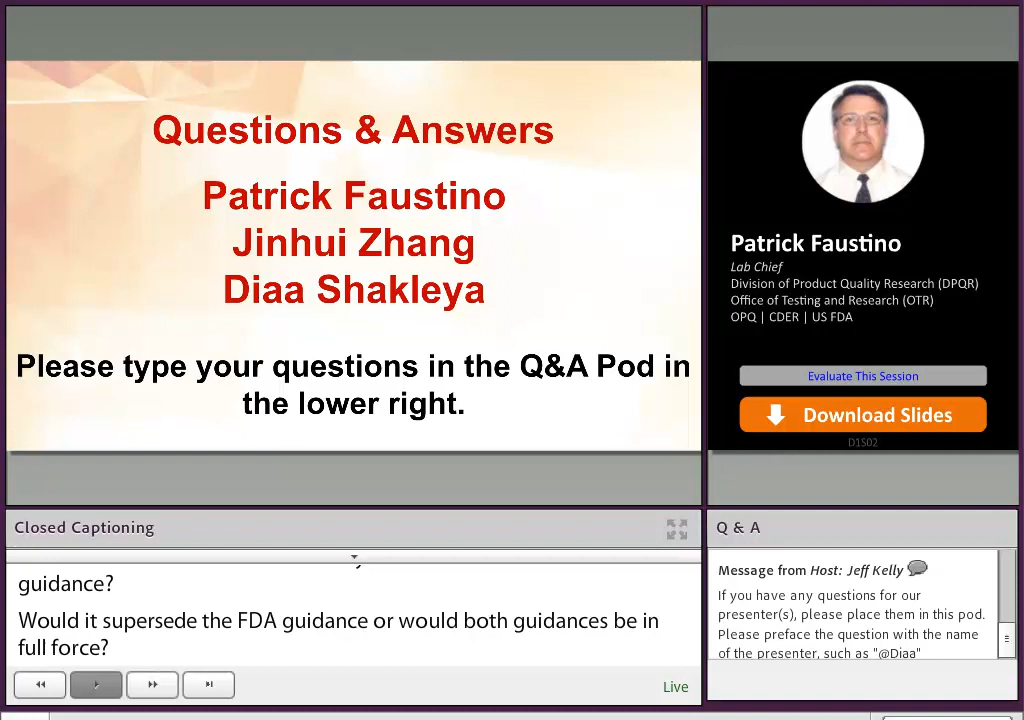 Questions & Answers
Patrick Faustino
Jinhui Zhang
Diaa Shakleya
Please type your questions in the Q&A Pod in
the lower right.
Patrick Faustino
Lab Chief
Division of Product Quality Research (DPQR)
Office of Testing and Research (OTR)
OPQ | CDER | US FDA
Evaluate This Session
Download Slides
D1S02
Closed Captioning
guidance?
Would it supersede the FDA guidance or would both guidances be in
full force?
Live
Q & A
Message from Host: Jeff Kelly
If you have any questions for our
presenter(s), please place them in this pod.
Please preface the question with the name
of the presenter, such as "@Diaa"